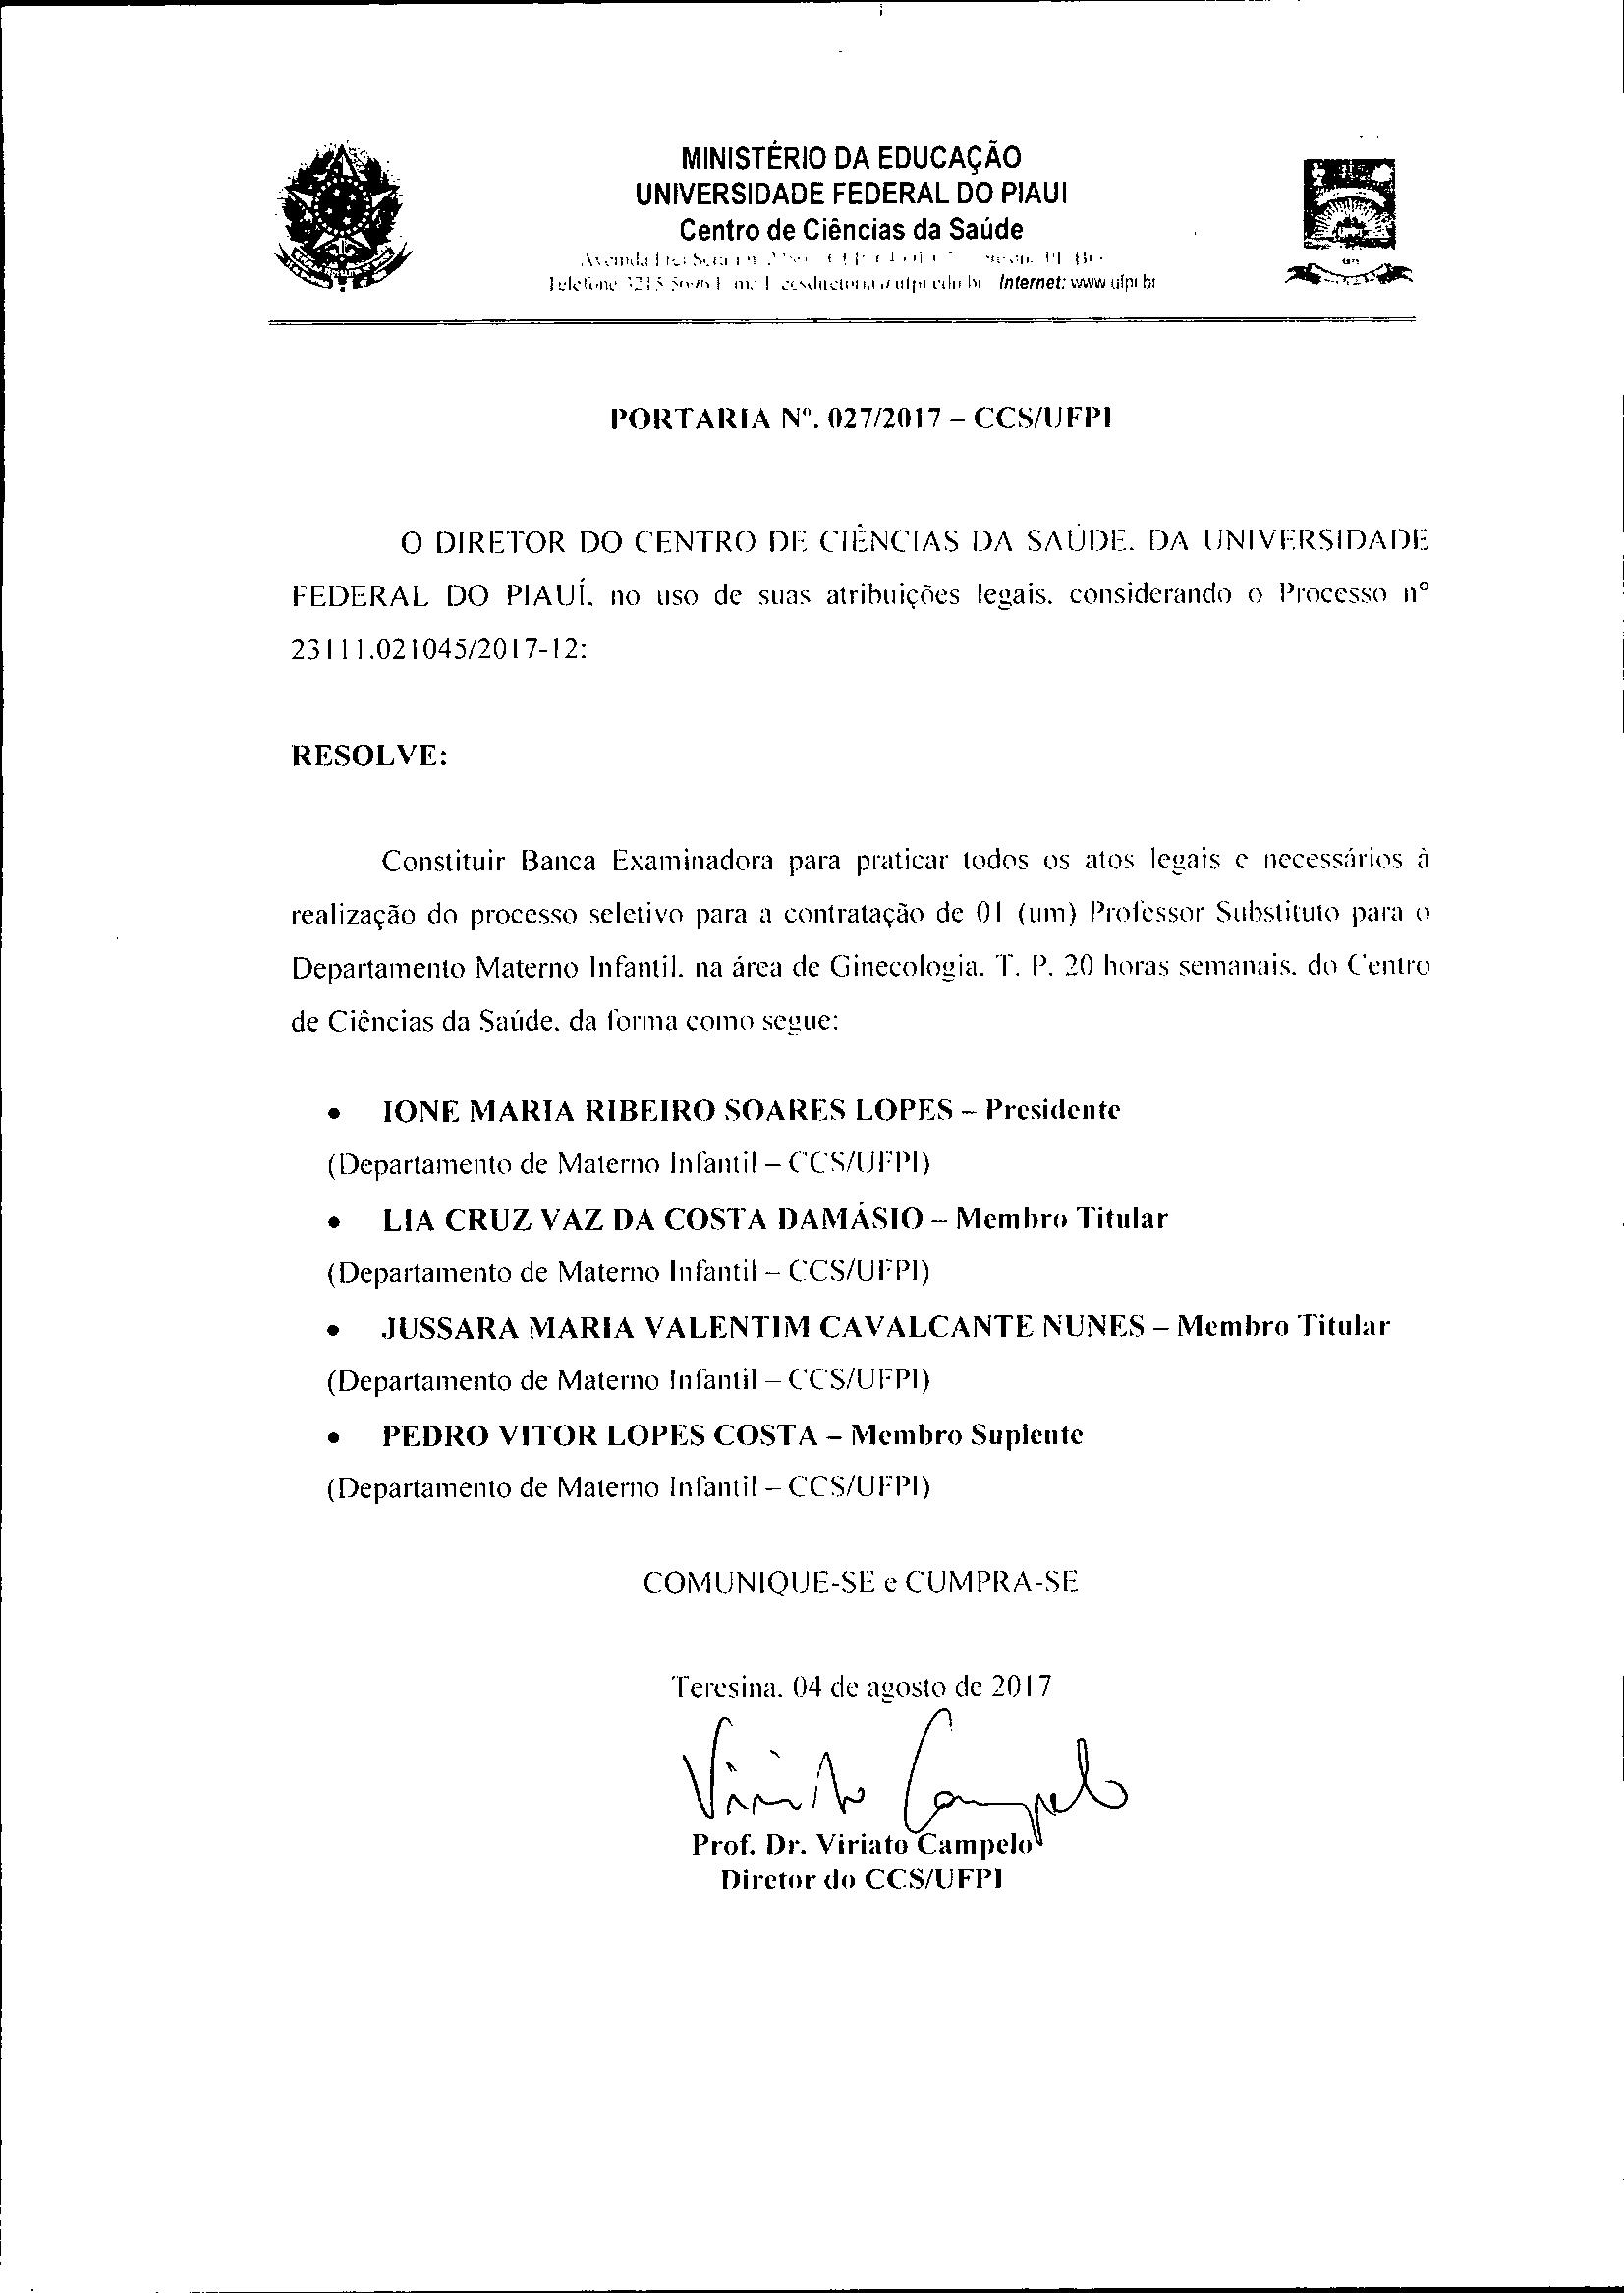 MINISTÉRIO DA EDUCAÇÃO
UNIVERSIDADE FEDERAL DO PIAUI
Centro de Ciências da Saúde
Avenida Frei
Telefone 3215 Internet: www ufpi br
PORTARIA Nº. 027/2017 – CCS/UFPI
O DIRETOR DO CENTRO DE CIÊNCIAS DA SAÚDE, DA UNIVERSIDADE
FEDERAL DO PIAUÍ, no uso de suas atribuições legais, considerando o Processo nº
23111.021045/2017-12:
RESOLVE:
Constituir Banca Examinadora para praticar todos os atos legais e necessários à
realização do processo seletivo para a contratação de 01 (um) Professor Substituto para o
Departamento Materno Infantil, na área de Ginecologia, T. P. 20 horas semanais, do Centro
de Ciências da Saúde, da forma como segue:
• IONE MARIA RIBEIRO SOARES LOPES – Presidente
(Departamento de Materno Infantil – CCS/UFPI)
• LIA CRUZ VAZ DA COSTA DAMÁSIO – Membro Titular
(Departamento de Materno Infantil – CCS/UFPI)
• JUSSARA MARIA VALENTIM CAVALCANTE NUNES – Membro Titular
(Departamento de Materno Infantil – CCS/UFPI)
• PEDRO VITOR LOPES COSTA – Membro Suplente
(Departamento de Materno Infantil – CCS/UFPI)
COMUNIQUE-SE e CUMPRA-SE
Teresina, 04 de agosto de 2017
Viriato Campelo
Prof. Dr. Viriato Campelo
Diretor do CCS/UFPI